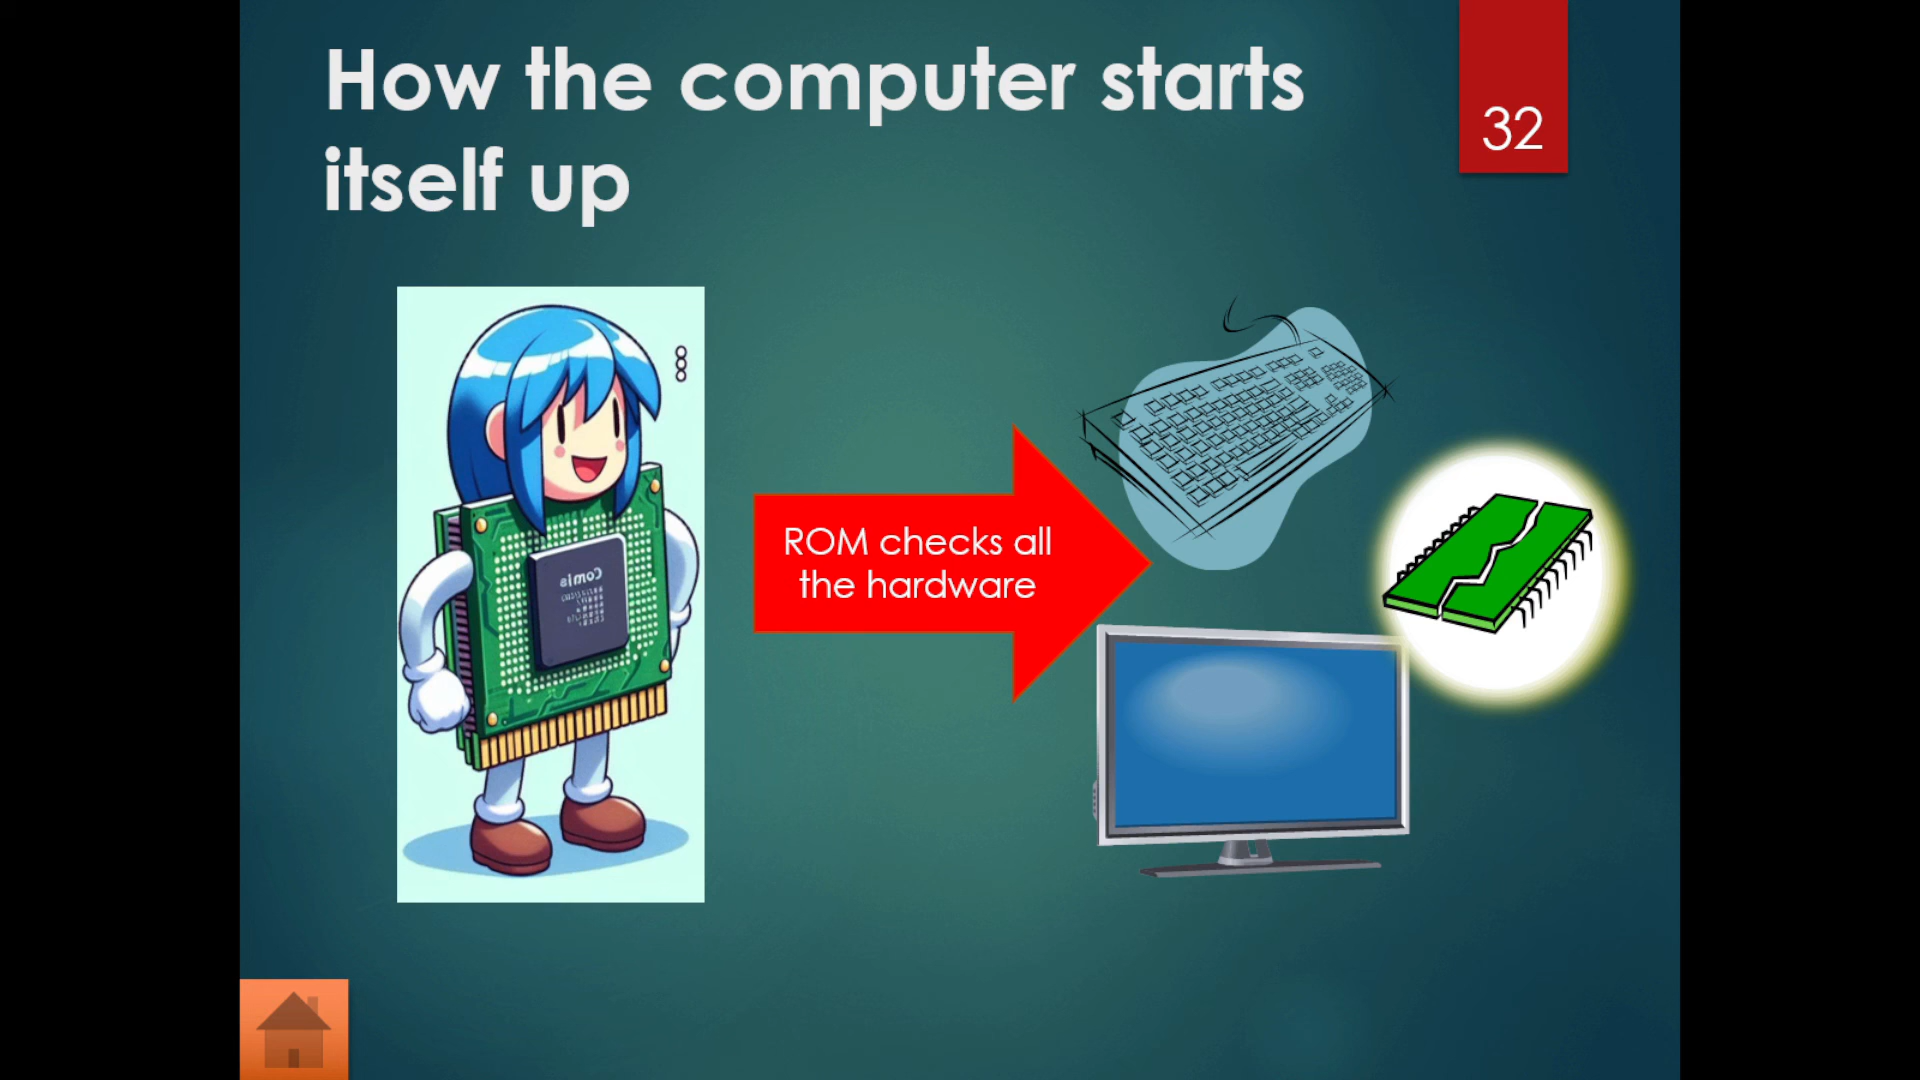 How the computer starts
itself up
32
ROM checks all
the hardware